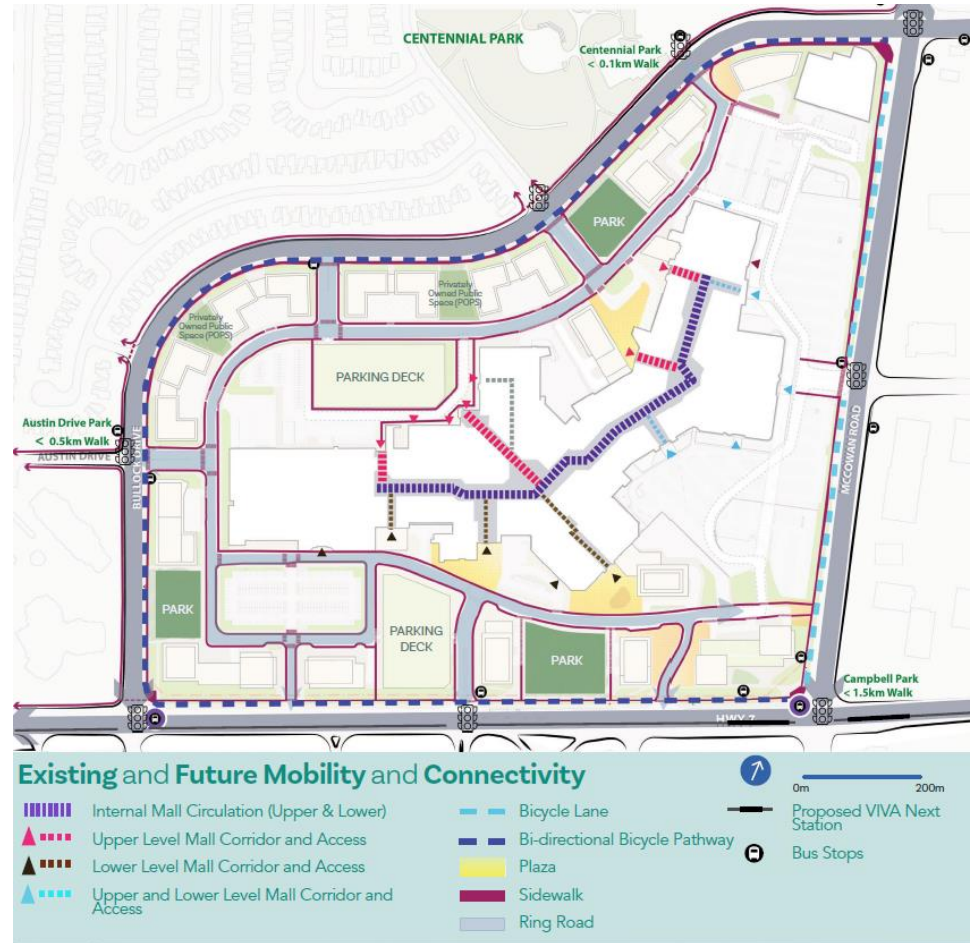 CENTENNIAL PARK
Centennial Park
< 0.1km Walk
PARK
Privately
Owned Public
Space (POPS)
Privately
Owned Public
Space (POPS)
PARKING DECK
Austin Drive Park
< 0.5km Walk
AUSTIN DRIVE
BULLOCK DRIVE
MCCOWAN ROAD
PARK
PARKING
DECK
PARK
Campbell Park
< 1.5km Walk
HWY 7
Existing and Future Mobility and Connectivity
Internal Mall Circulation (Upper & Lower)
Upper Level Mall Corridor and Access
Lower Level Mall Corridor and Access
Upper and Lower Level Mall Corridor and
Access
Bicycle Lane
Bi-directional Bicycle Pathway
Plaza
Sidewalk
Ring Road
0m 200m
Proposed VIVA Next
Station
Bus Stops